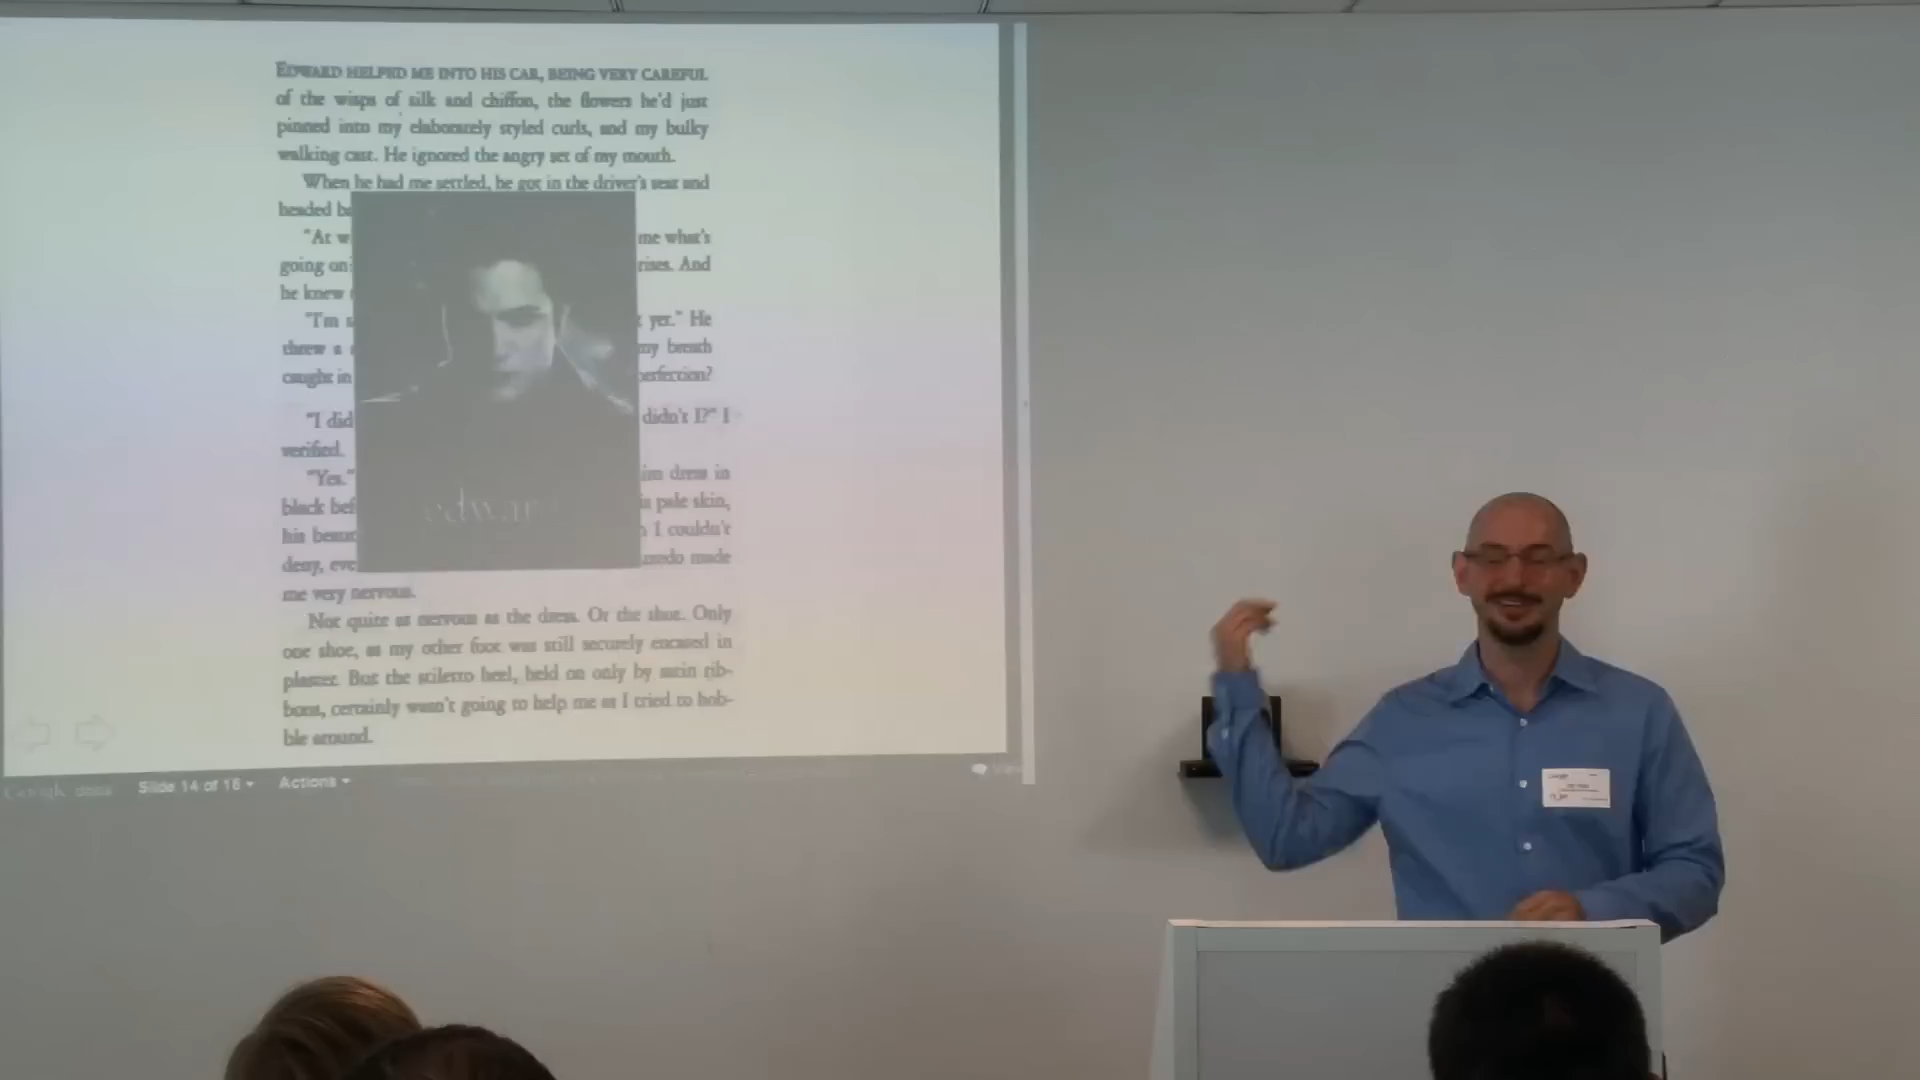 EDWARD HELPED ME INTO HIS CAR, BEING VERY CAREFUL
of the wisps of silk and chiffon, the flowers he'd just
pinned into my elaborately styled curls, and my bulky
walking cast. He ignored the angry set of my mouth.
When he had me settled, he got in the driver's seat and
headed
"At me what's
going on rises. And
he knew
"I'm yet." He
threw a my breath
caught in perfection?
"I did didn't I?" I
verified.
"Yes." him dress in
black pale skin,
his I couldn't
deny, made
me very nervous.
Not quite as nervous as the dress. Or the shoe. Only
one shoe, as my other foot was still securely encased in
plaster. But the stiletto heel, held on only by satin rib-
bons, certainly wasn't going to help me as I tried to hob-
ble around.
edward
Google docs Slide 14 of 16 Actions